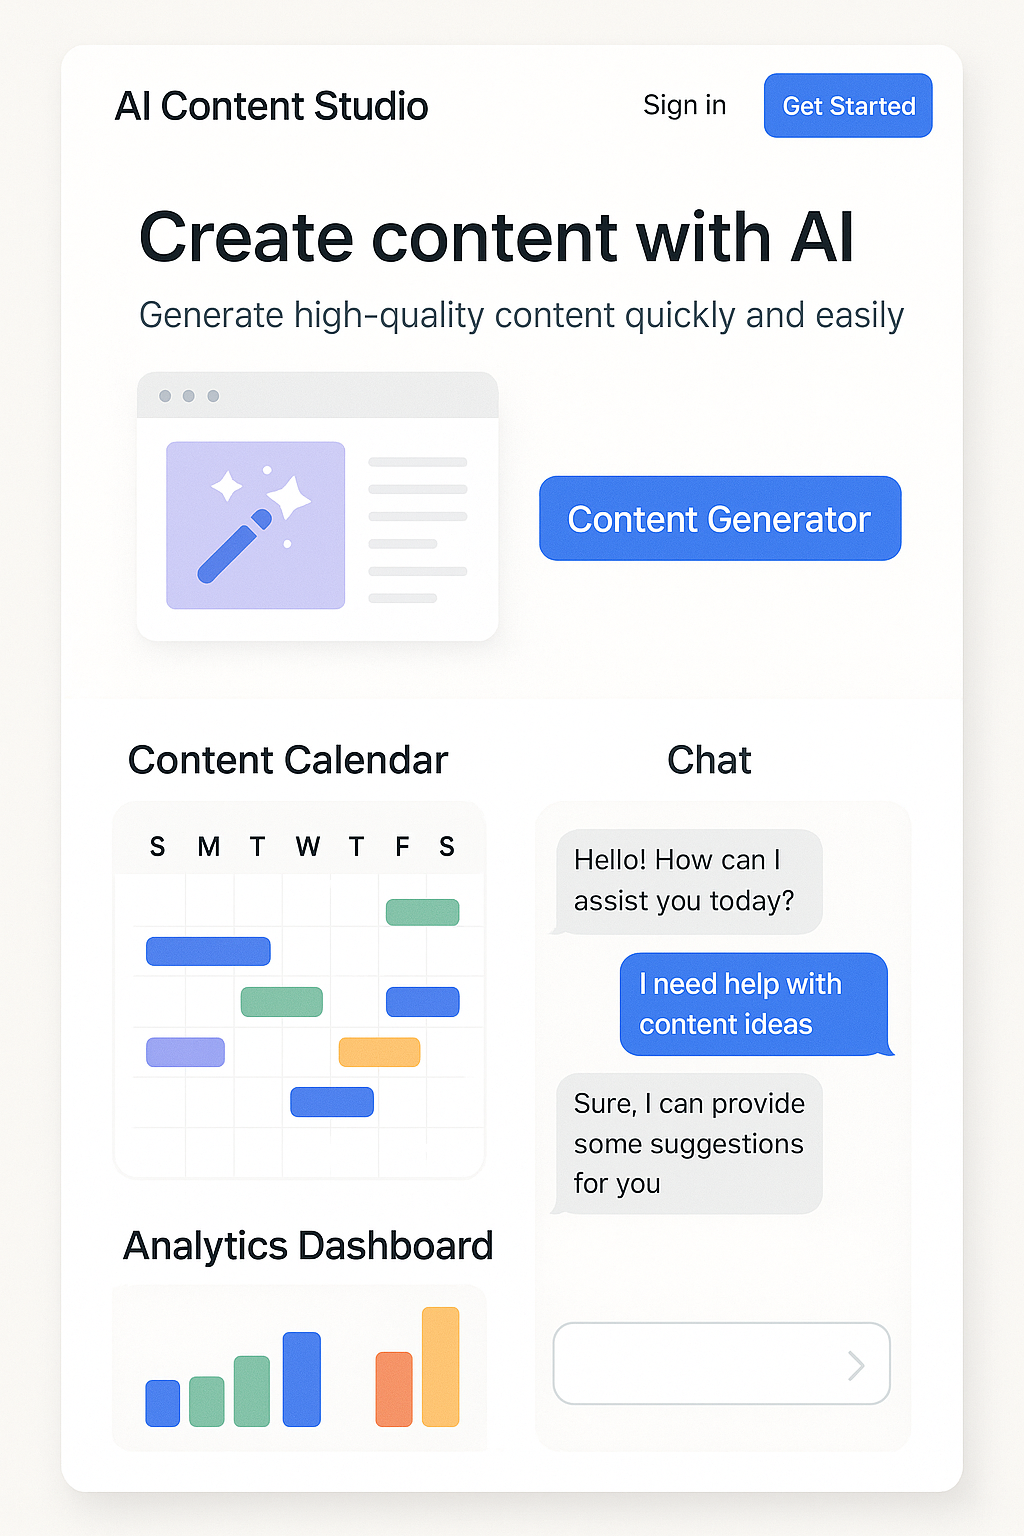 AI Content Studio
Sign in
Get Started
Create content with AI
Generate high-quality content quickly and easily
Content Generator
Content Calendar
S M T W T F S
Analytics Dashboard
Chat
Hello! How can I
assist you today?
I need help with
content ideas
Sure, I can provide
some suggestions
for you